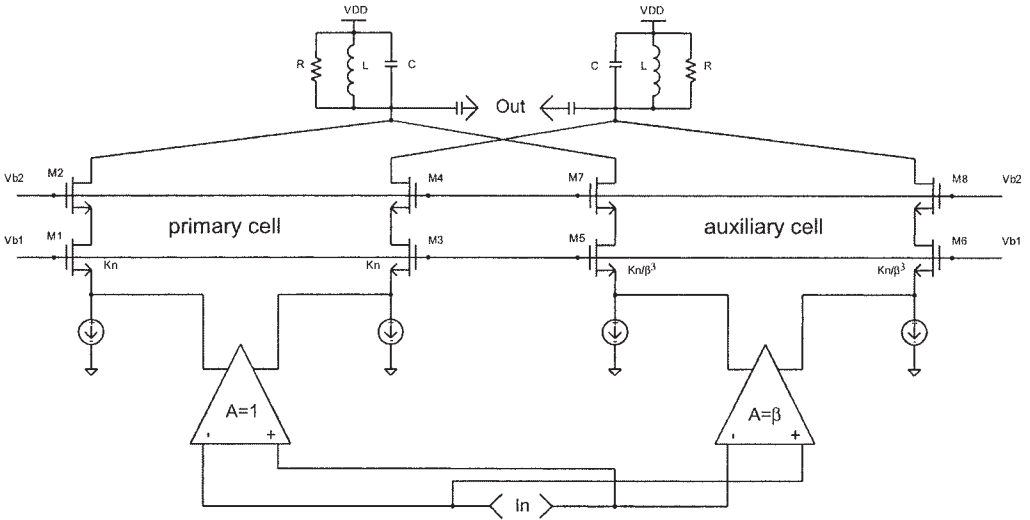 VDD VDD
R L C C L R
Out
M2 M4 M7 M8
Vb2 Vb2
primary cell auxiliary cell
Vb1 M1 M3 M5 M6 Vb1
Kn Kn Kn/β³ Kn/β³
A=1 A=β
- + - +
In